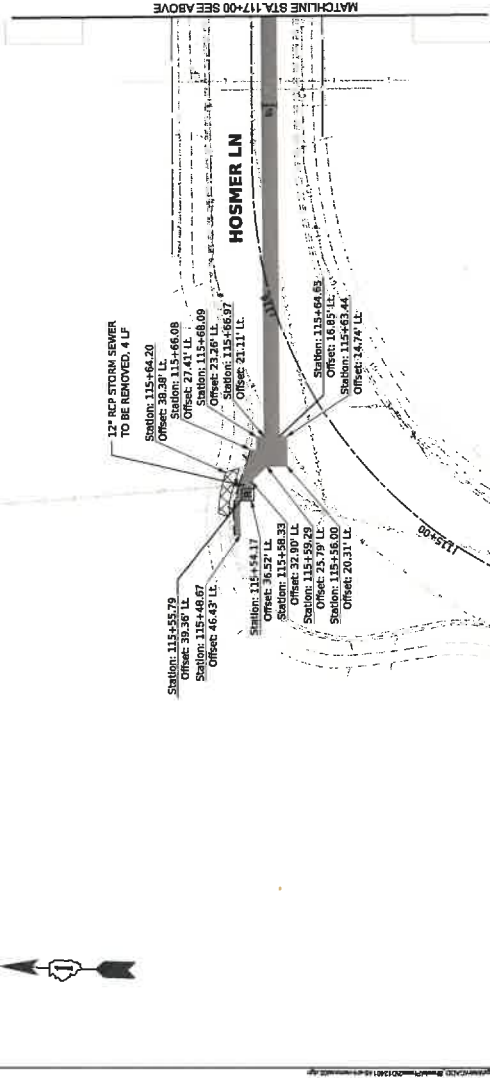 MATCHLINE STA.117+00 SEE ABOVE
HOSMER LN
12" RCP STORM SEWER
TO BE REMOVED, 4 LF
Station: 115+64.20
Offset: 38.38' Lt.
Station: 115+66.08
Offset: 27.41' Lt.
Station: 115+68.09
Offset: 23.26' Lt.
Station: 115+66.97
Offset: 21.11' Lt.
Station: 115+64.65
Offset: 16.85' Lt.
Station: 115+63.44
Offset: 14.74' Lt.
Station: 115+55.79
Offset: 39.36' Lt.
Station: 115+48.67
Offset: 46.43' Lt.
Station: 115+54.17
Offset: 36.52' Lt.
Station: 115+58.33
Offset: 32.90' Lt.
Station: 115+59.29
Offset: 25.79' Lt.
Station: 115+56.00
Offset: 20.31' Lt.
115+00